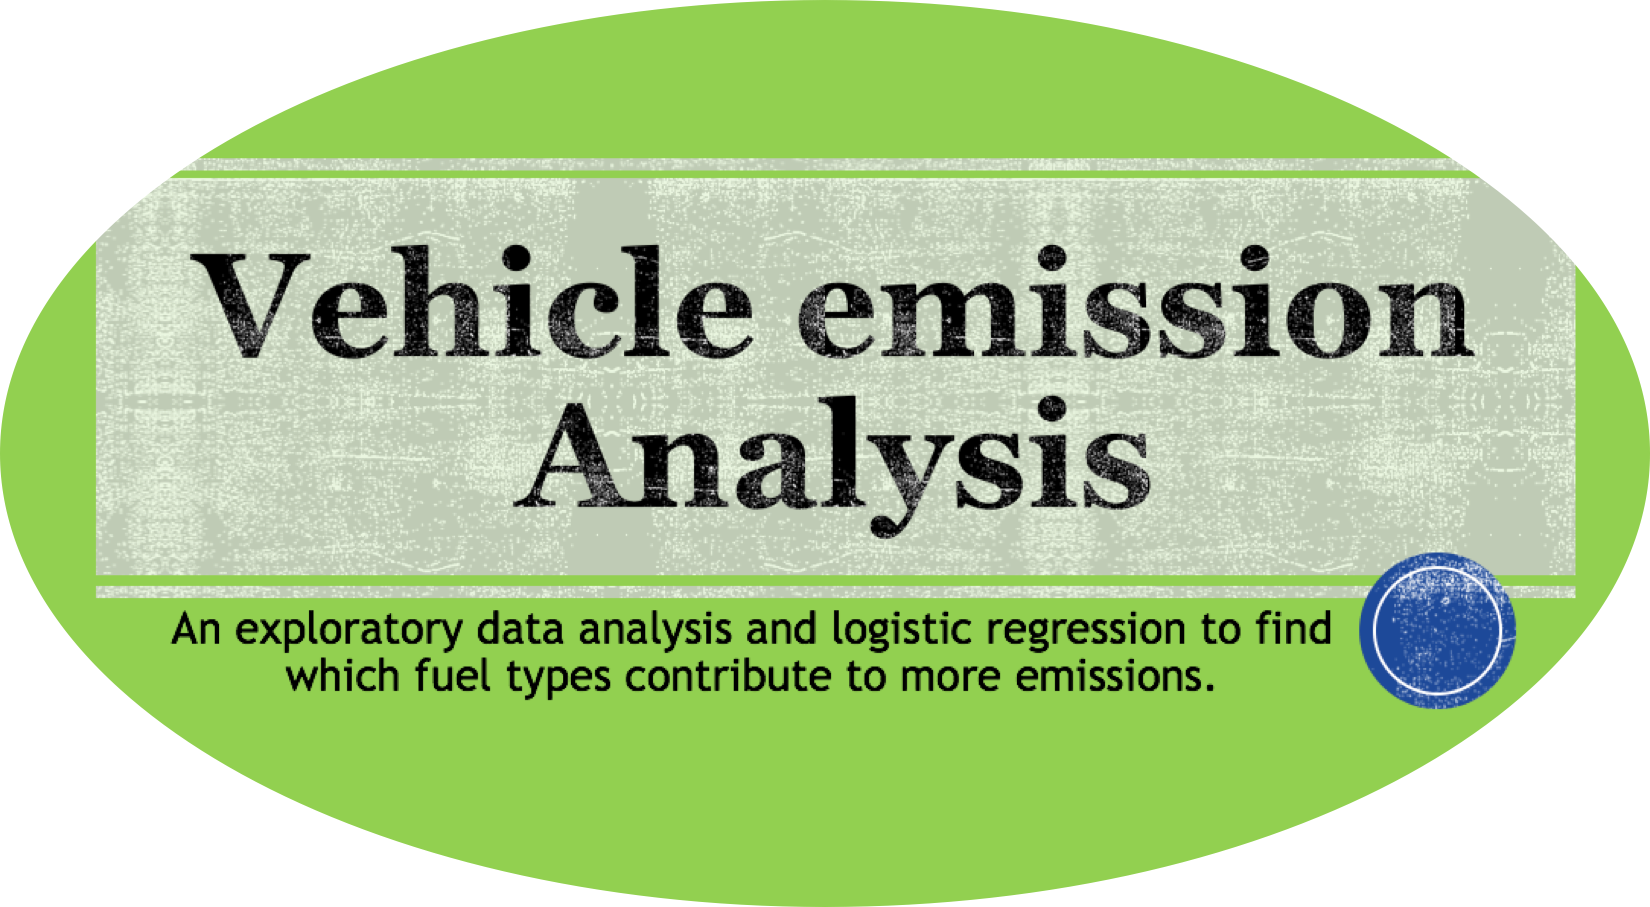 Vehicle emission
Analysis
An exploratory data analysis and logistic regression to find
which fuel types contribute to more emissions.